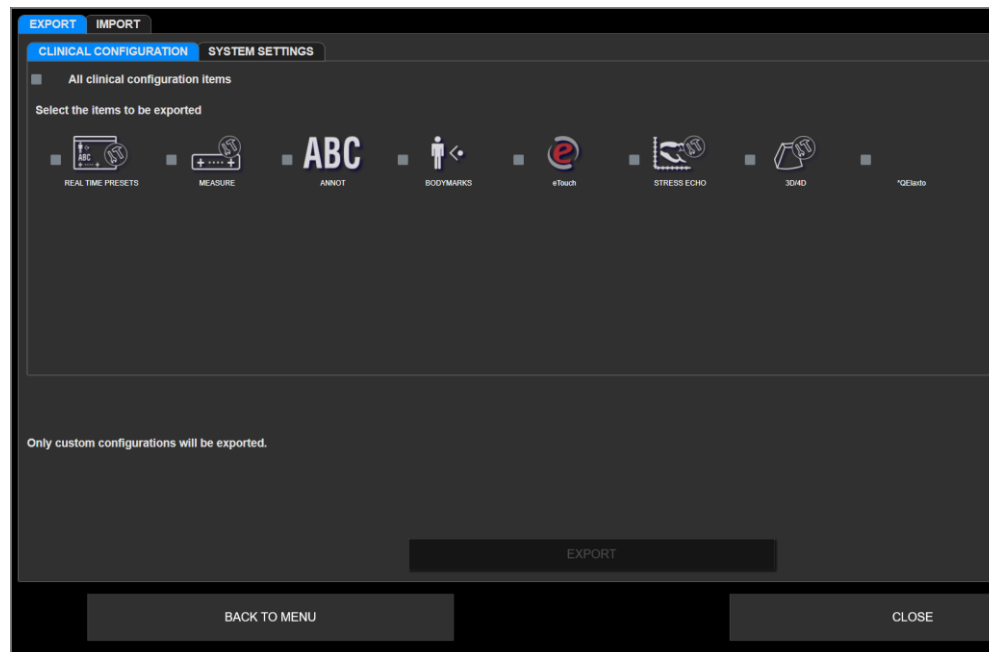 EXPORT IMPORT
CLINICAL CONFIGURATION SYSTEM SETTINGS
All clinical configuration items
Select the items to be exported
ABC ABC e
REAL TIME PRESETS MEASURE ANNOT BODYMARKS eTouch STRESS ECHO 3D/4D *QElaxto
Only custom configurations will be exported.
EXPORT
BACK TO MENU CLOSE